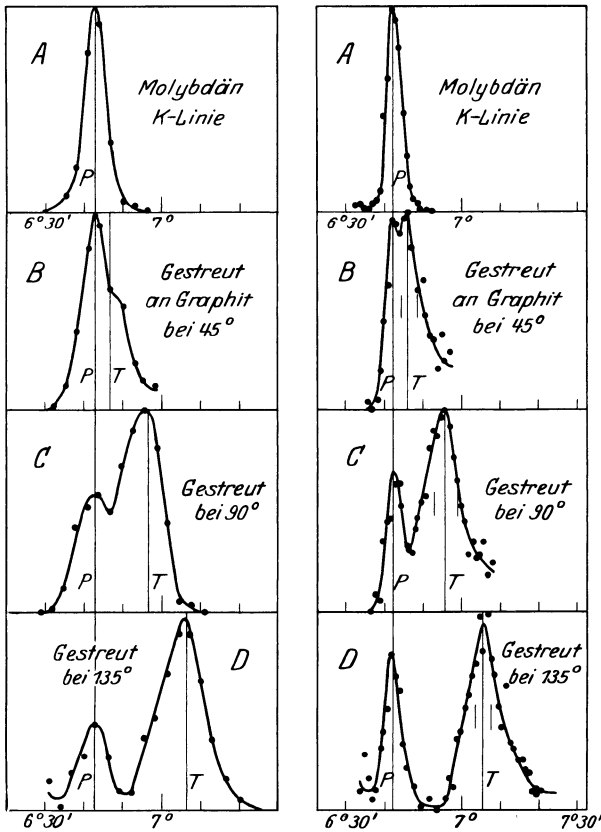 A
Molybdän
K-Linie
P
6°30'
7°
B
Gestreut
an Graphit
bei 45°
P
T
C
Gestreut
bei 90°
P
T
Gestreut
bei 135°
D
P
T
6°30'
7°
A
Molybdän
K-Linie
P
6°30'
7°
B
Gestreut
an Graphit
bei 45°
P
T
C
Gestreut
bei 90°
P
T
D
Gestreut
bei 135°
P
T
6°30'
7°
7°30'